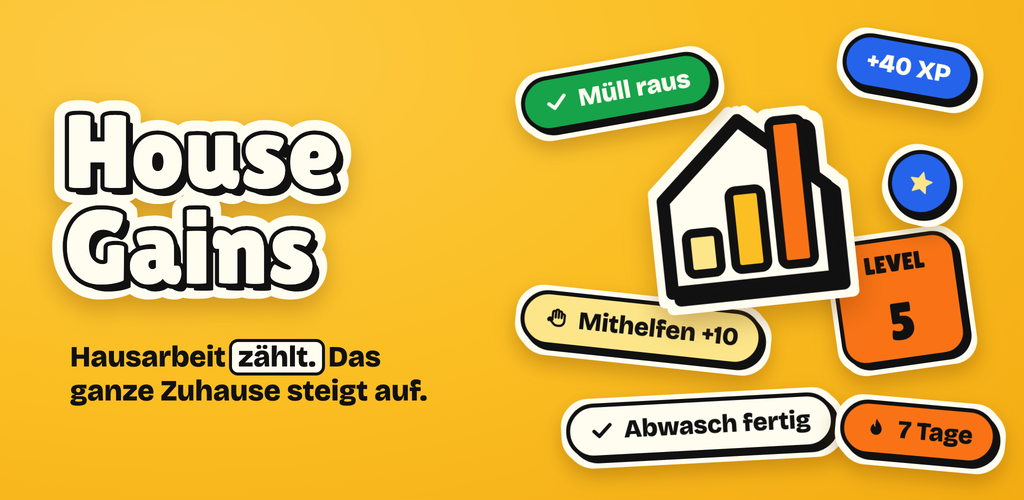 House
Gains
Hausarbeit zählt. Das
ganze Zuhause steigt auf.
Müll raus
+40 XP
LEVEL
5
Mithelfen +10
Abwasch fertig
7 Tage